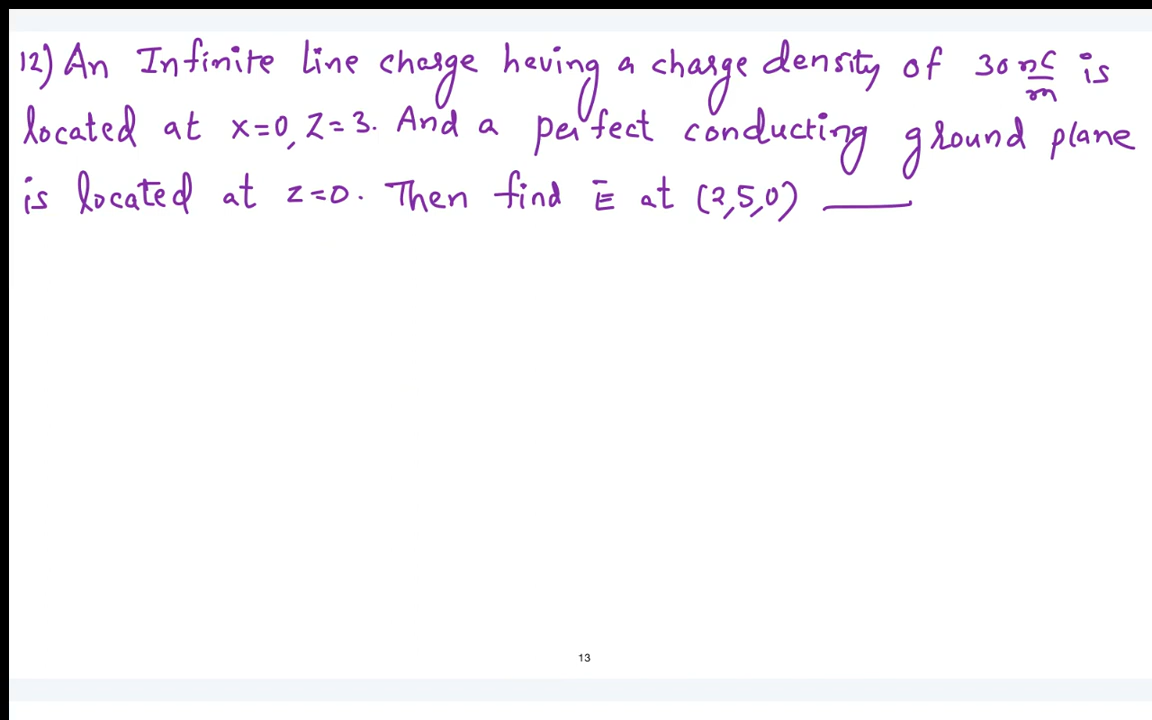 12) An Infinite line charge having a charge density of 30 nC/m is
located at x=0, Z=3. And a perfect conducting ground plane
is located at z=0. Then find Ē at (2,5,0) ____
13